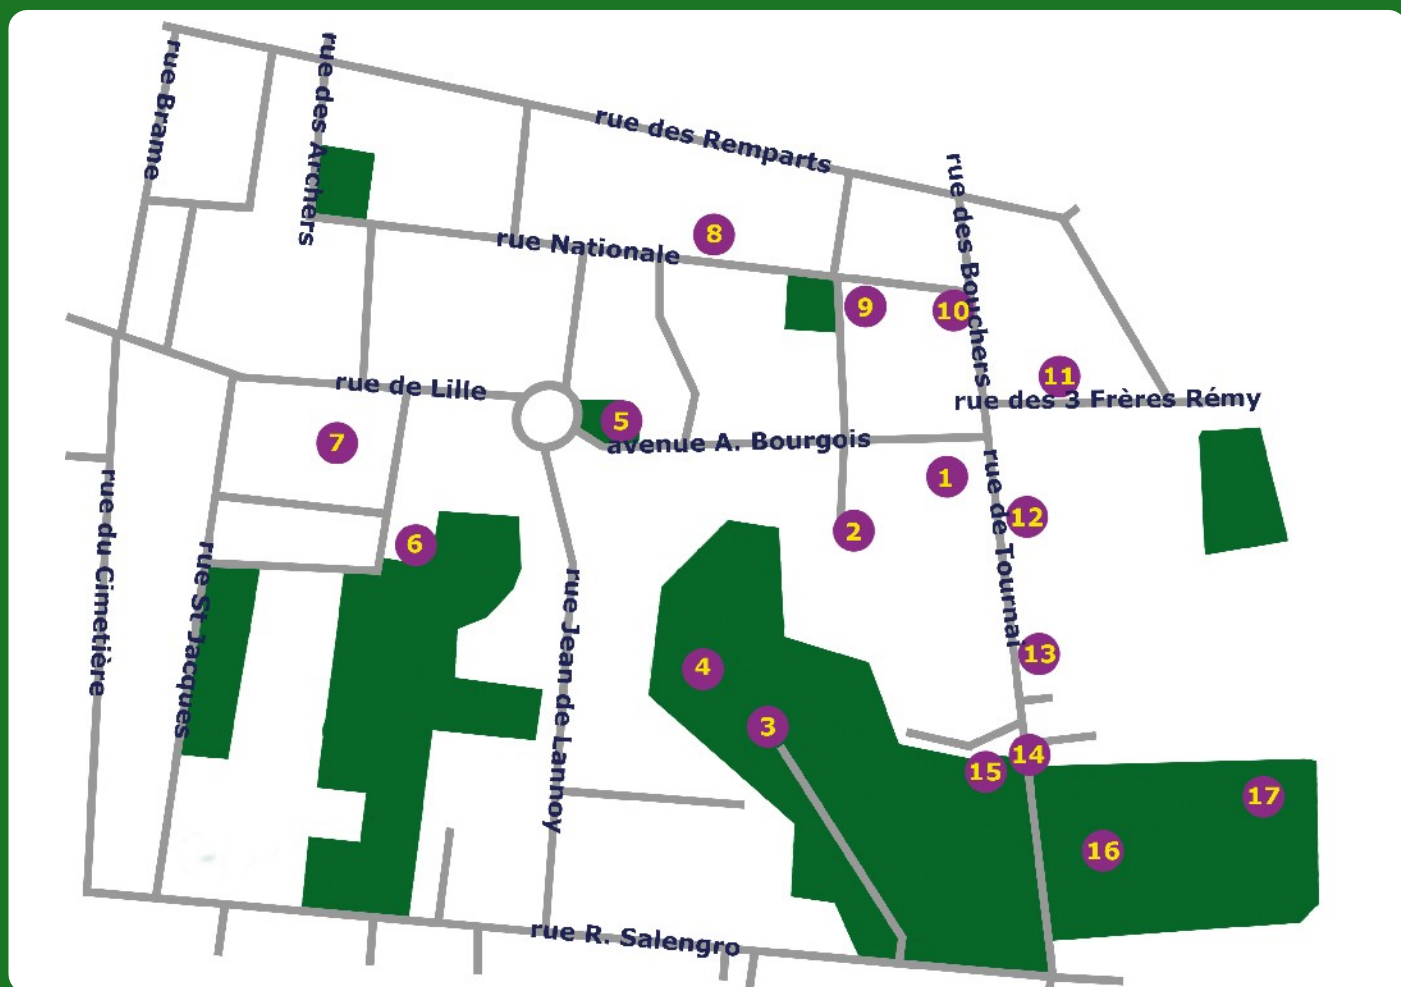 rue Brame
rue des Archers
rue des Remparts
rue des Bouchers
rue Nationale
8
9
10
11
rue de Lille
rue des 3 Frères Rémy
5
avenue A. Bourgois
7
1
12
2
6
rue de Tournai
rue du Cimetière
rue St Jacques
rue Jean de Lannoy
4
13
3
14
15
17
16
rue R. Salengro